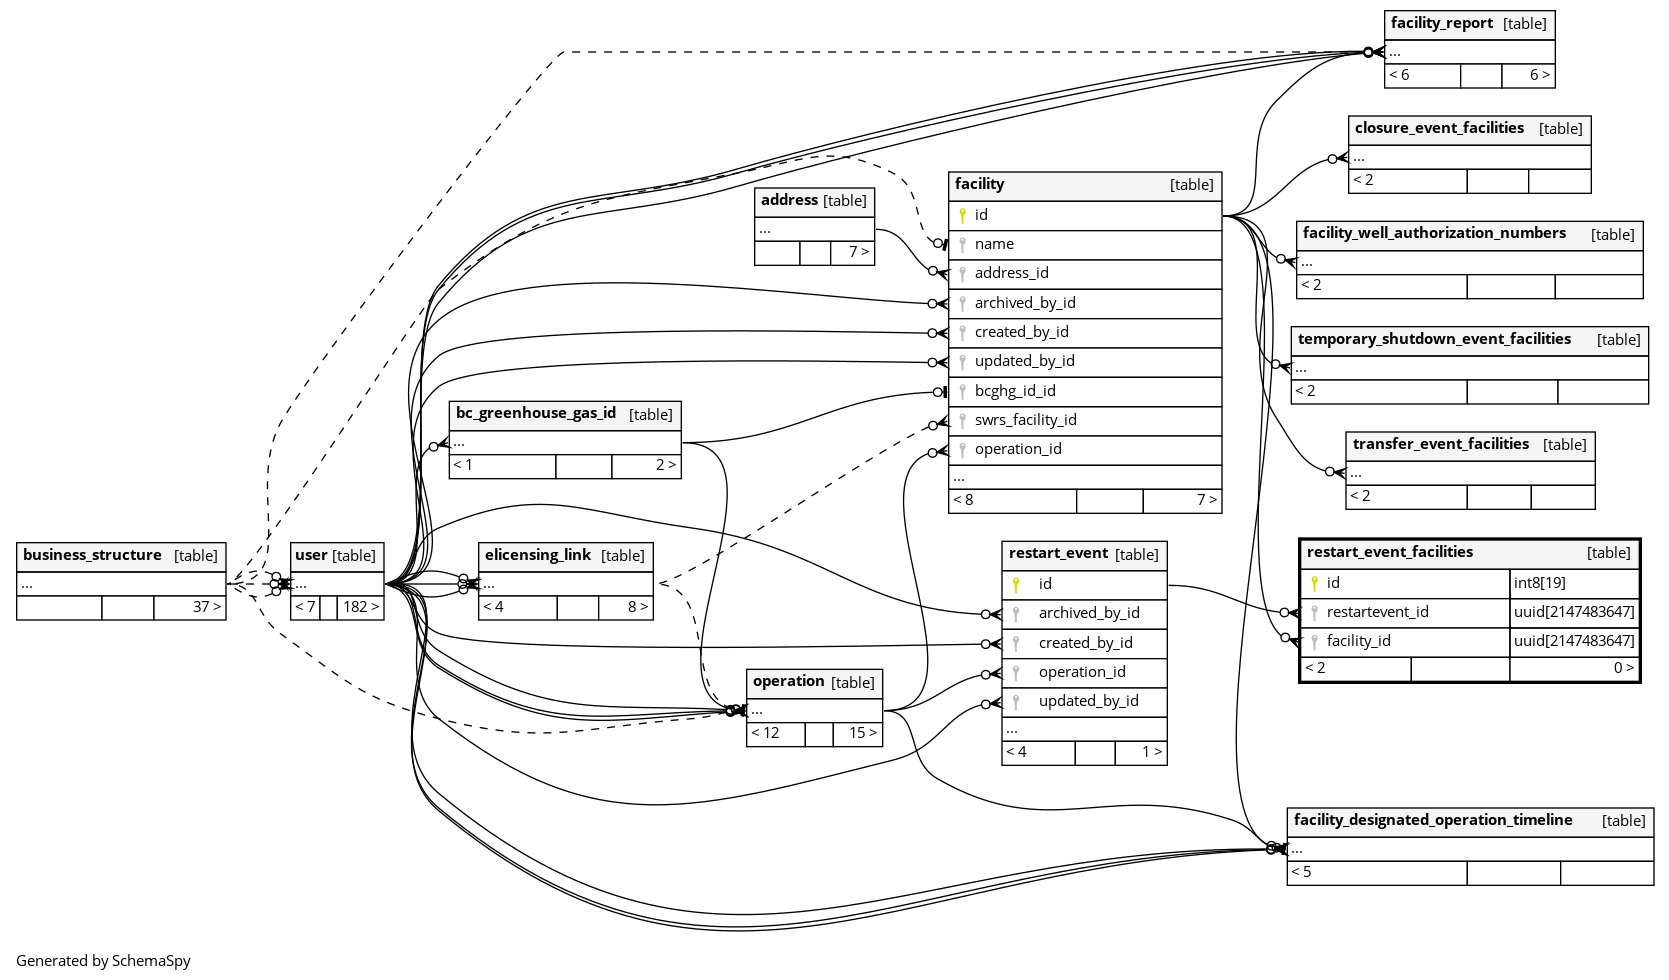 facility_report [table]
...
< 6 6 >
closure_event_facilities [table]
...
< 2
facility [table]
id
name
address_id
archived_by_id
created_by_id
updated_by_id
bcghg_id_id
swrs_facility_id
operation_id
...
< 8 7 >
address [table]
...
7 >
facility_well_authorization_numbers [table]
...
< 2
temporary_shutdown_event_facilities [table]
...
< 2
bc_greenhouse_gas_id [table]
...
< 1 2 >
transfer_event_facilities [table]
...
< 2
business_structure [table]
...
37 >
user [table]
...
< 7 182 >
elicensing_link [table]
...
< 4 8 >
restart_event [table]
id
archived_by_id
created_by_id
operation_id
updated_by_id
...
< 4 1 >
restart_event_facilities [table]
id int8[19]
restartevent_id uuid[2147483647]
facility_id uuid[2147483647]
< 2 0 >
operation [table]
...
< 12 15 >
facility_designated_operation_timeline [table]
...
< 5
Generated by SchemaSpy